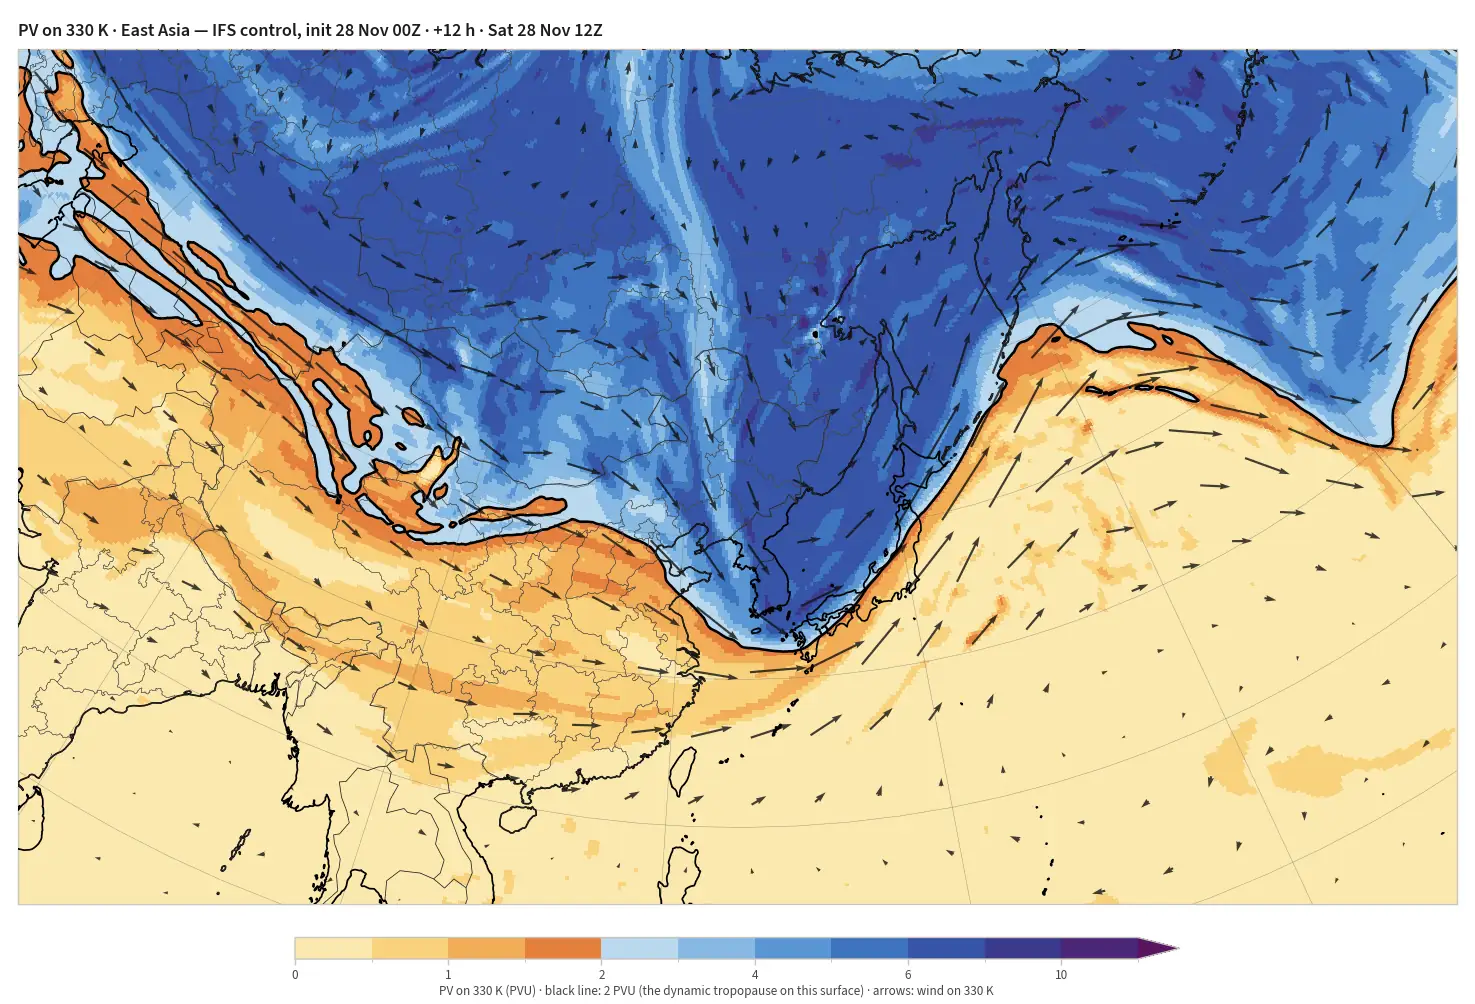 PV on 330 K · East Asia — IFS control, init 28 Nov 00Z · +12 h · Sat 28 Nov 12Z
0 1 2 4 6 10
PV on 330 K (PVU) · black line: 2 PVU (the dynamic tropopause on this surface) · arrows: wind on 330 K